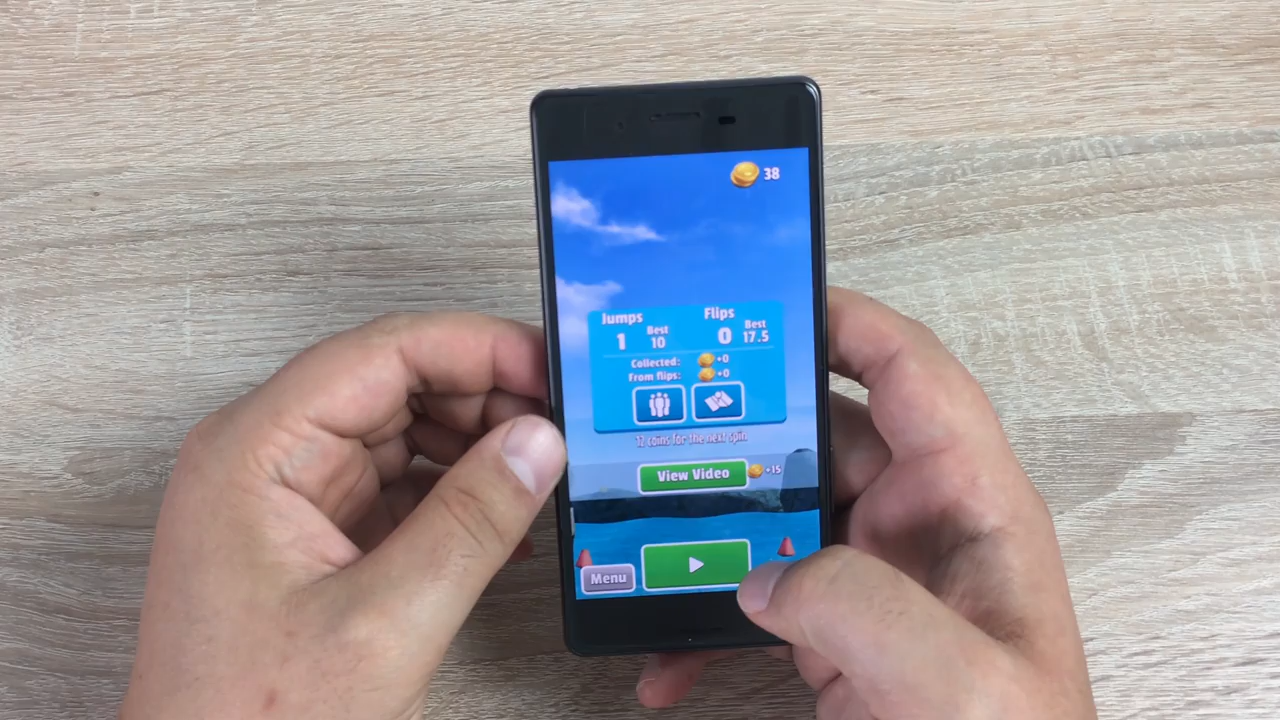 38
Jumps Flips
1 Best 10 0 Best 17.5
Collected: +0
From flips: +0
12 coins for the next spin
View Video +15
Menu